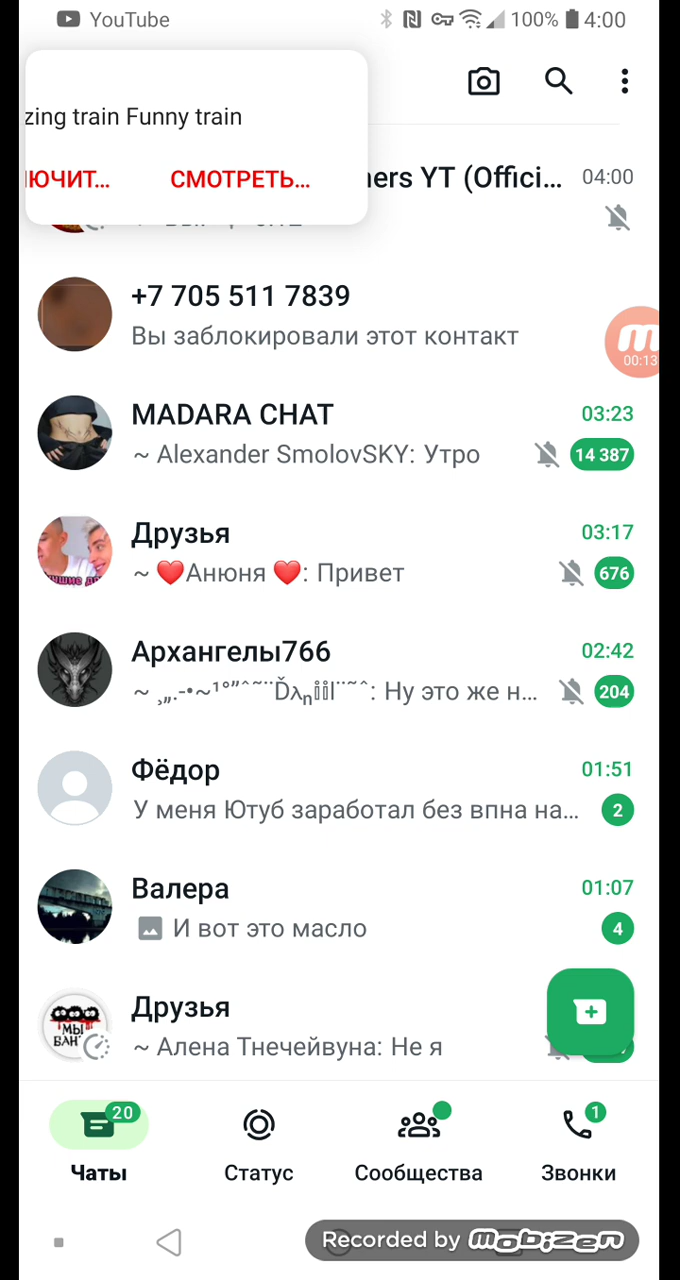 YouTube
100% 4:00
zing train Funny train
ЮЧИТ... СМОТРЕТЬ...
ners YT (Offici... 04:00
+7 705 511 7839
Вы заблокировали этот контакт
00:13
MADARA CHAT 03:23
~ Alexander SmolovSKY: Утро 14 387
Друзья 03:17
~ ❤️Анюня ❤️: Привет 676
Архангелы766 02:42
Ну это же н... 204
Фёдор 01:51
У меня Ютуб заработал без впна на... 2
Валера 01:07
И вот это масло 4
Друзья
МЫ
~ Алена Тнечейвуна: Не я
20 1
Чаты Статус Сообщества Звонки
Recorded by mobizen